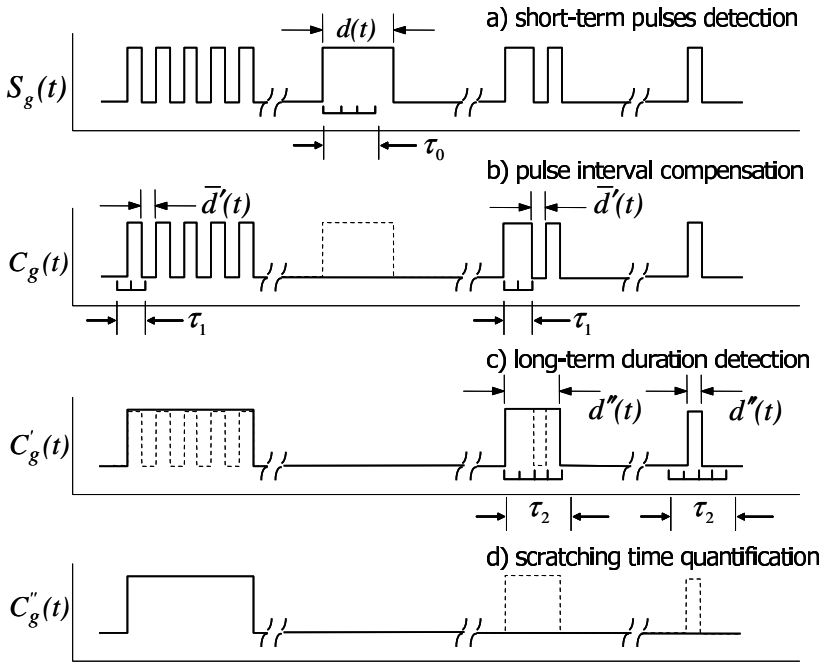 a) short-term pulses detection
d(t)
S_g(t)
τ_0
b) pulse interval compensation
d̅′(t) d̅′(t)
C_g(t)
τ_1 τ_1
c) long-term duration detection
d″(t) d″(t)
C′_g(t)
τ_2 τ_2
d) scratching time quantification
C″_g(t)